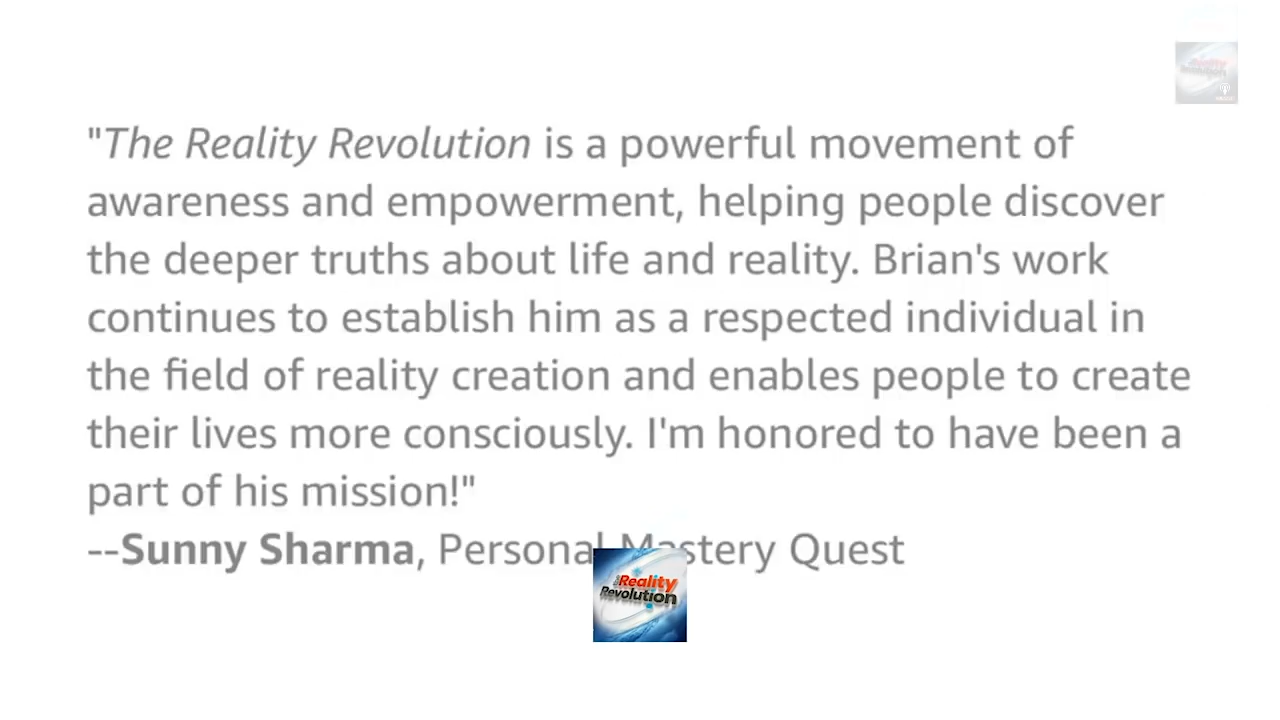 "The Reality Revolution is a powerful movement of
awareness and empowerment, helping people discover
the deeper truths about life and reality. Brian's work
continues to establish him as a respected individual in
the field of reality creation and enables people to create
their lives more consciously. I'm honored to have been a
part of his mission!"
--Sunny Sharma, Personal Mastery Quest
Reality
Revolution
Reality
Revolution